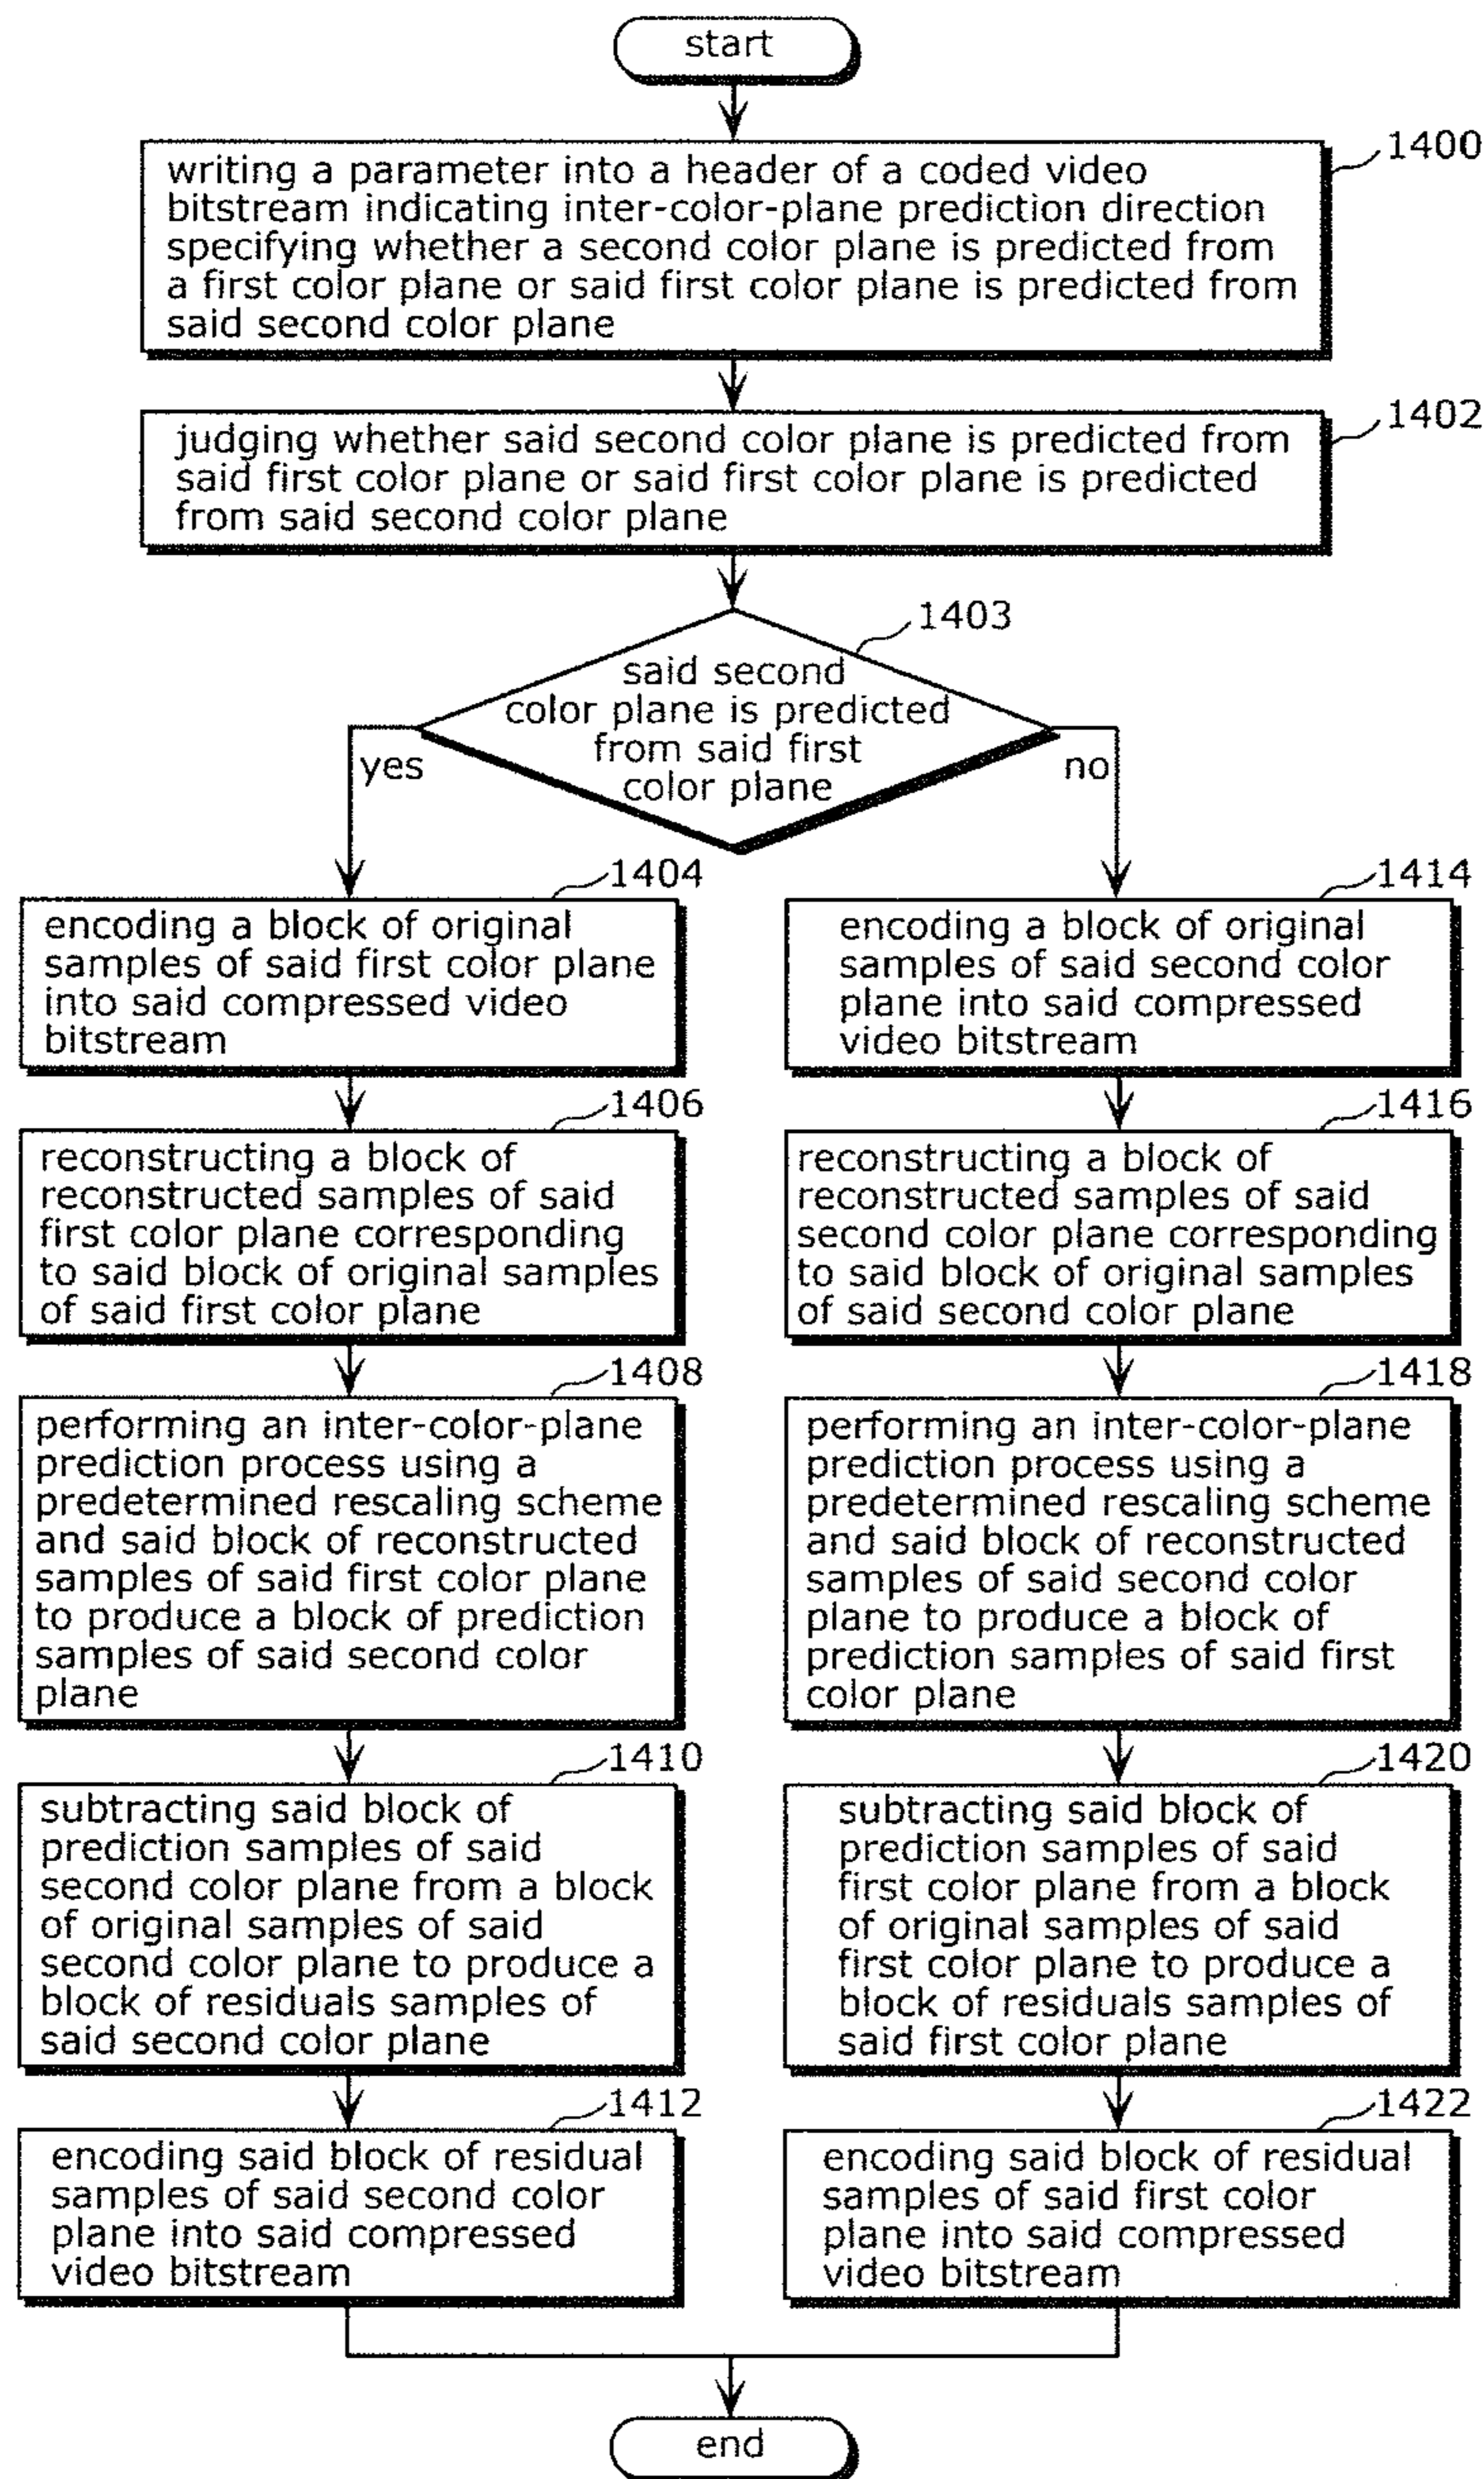 start
1400
writing a parameter into a header of a coded video
bitstream indicating inter-color-plane prediction direction
specifying whether a second color plane is predicted from
a first color plane or said first color plane is predicted from
said second color plane
1402
judging whether said second color plane is predicted from
said first color plane or said first color plane is predicted
from said second color plane
1403
said second
color plane is predicted
from said first
color plane
yes
no
1404
encoding a block of original
samples of said first color plane
into said compressed video
bitstream
1406
reconstructing a block of
reconstructed samples of said
first color plane corresponding
to said block of original samples
of said first color plane
1408
performing an inter-color-plane
prediction process using a
predetermined rescaling scheme
and said block of reconstructed
samples of said first color plane
to produce a block of prediction
samples of said second color
plane
1410
subtracting said block of
prediction samples of said
second color plane from a block
of original samples of said
second color plane to produce a
block of residuals samples of
said second color plane
1412
encoding said block of residual
samples of said second color
plane into said compressed
video bitstream
1414
encoding a block of original
samples of said second color
plane into said compressed
video bitstream
1416
reconstructing a block of
reconstructed samples of said
second color plane corresponding
to said block of original samples
of said second color plane
1418
performing an inter-color-plane
prediction process using a
predetermined rescaling scheme
and said block of reconstructed
samples of said second color
plane to produce a block of
prediction samples of said first
color plane
1420
subtracting said block of
prediction samples of said
first color plane from a block
of original samples of said
first color plane to produce a
block of residuals samples of
said first color plane
1422
encoding said block of residual
samples of said first color
plane into said compressed
video bitstream
end